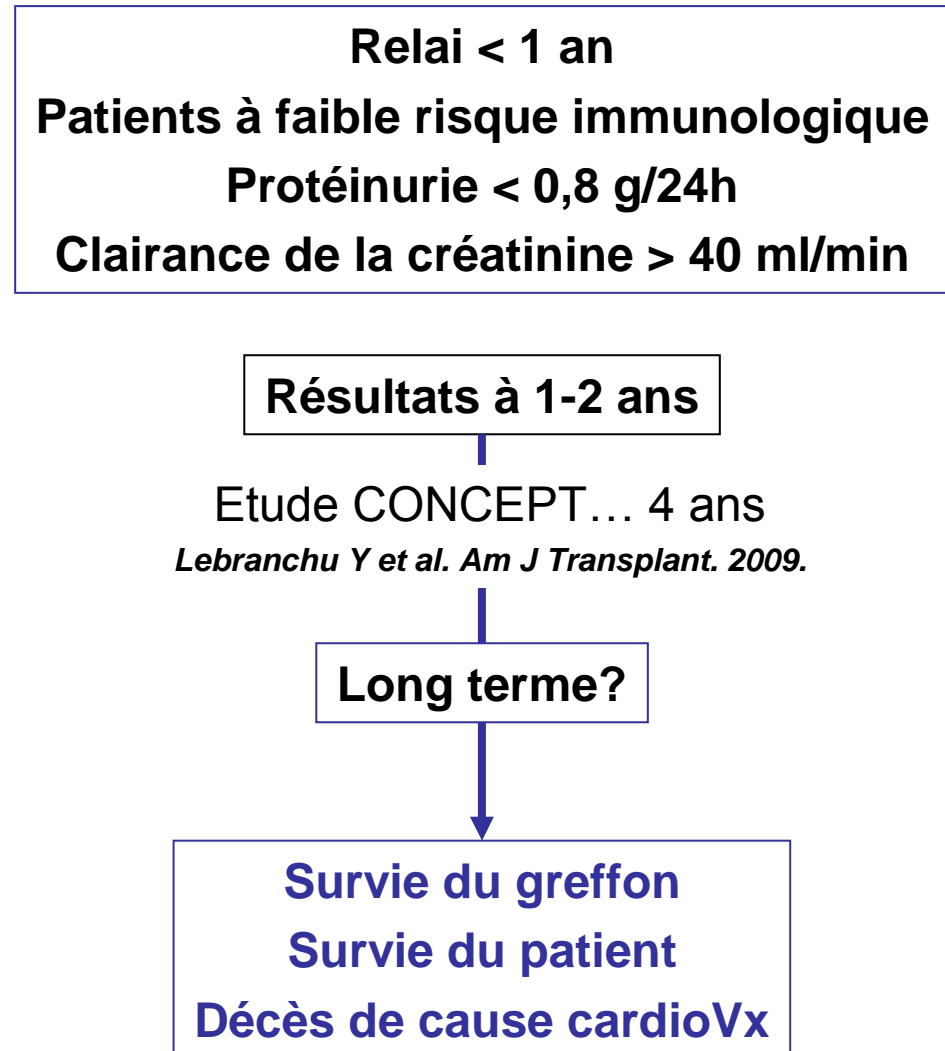 Relai < 1 an
Patients à faible risque immunologique
Protéinurie < 0,8 g/24h
Clairance de la créatinine > 40 ml/min
Résultats à 1-2 ans
Etude CONCEPT… 4 ans
Lebranchu Y et al. Am J Transplant. 2009.
Long terme?
Survie du greffon
Survie du patient
Décès de cause cardioVx